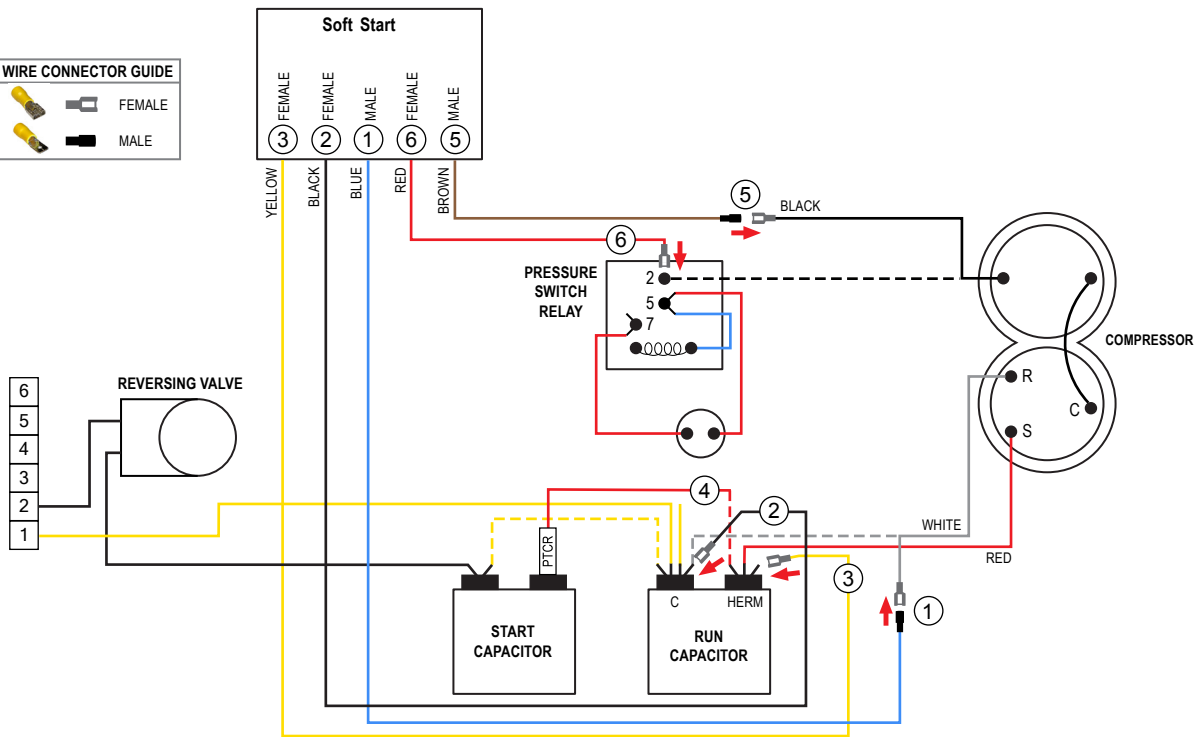 Soft Start
WIRE CONNECTOR GUIDE
FEMALE
MALE
FEMALE
FEMALE
MALE
FEMALE
MALE
3
2
1
6
5
YELLOW
BLACK
BLUE
RED
BROWN
5
BLACK
6
PRESSURE
SWITCH
RELAY
2
5
7
COMPRESSOR
R
C
S
6
5
4
3
2
1
REVERSING VALVE
4
2
WHITE
RED
PTCR
3
1
C
HERM
START
CAPACITOR
RUN
CAPACITOR